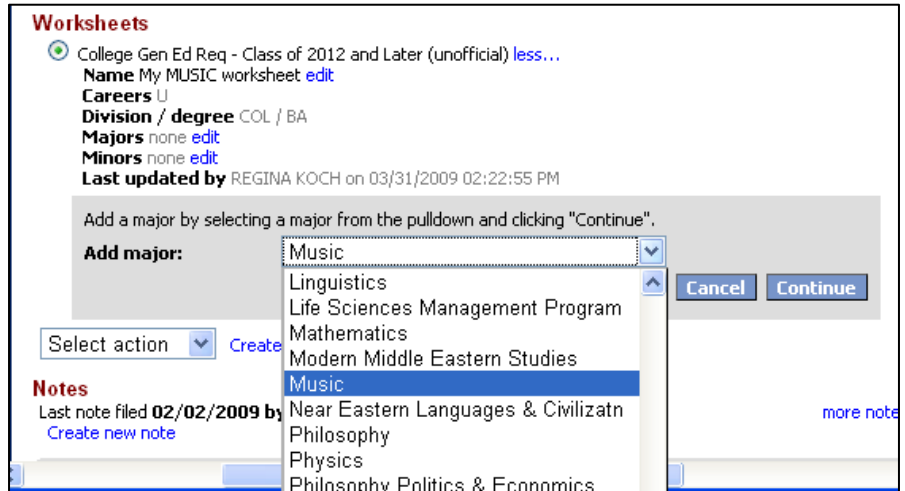 Worksheets
College Gen Ed Req - Class of 2012 and Later (unofficial) less...
Name My MUSIC worksheet edit
Careers U
Division / degree COL / BA
Majors none edit
Minors none edit
Last updated by REGINA KOCH on 03/31/2009 02:22:55 PM
Add a major by selecting a major from the pulldown and clicking "Continue".
Add major: Music
Linguistics
Cancel Continue
Life Sciences Management Program
Mathematics
Select action Create
Modern Middle Eastern Studies
Music
Notes
Last note filed 02/02/2009 by
Near Eastern Languages & Civilizatn
more note
Create new note
Philosophy
Physics
Philosophy Politics & Economics